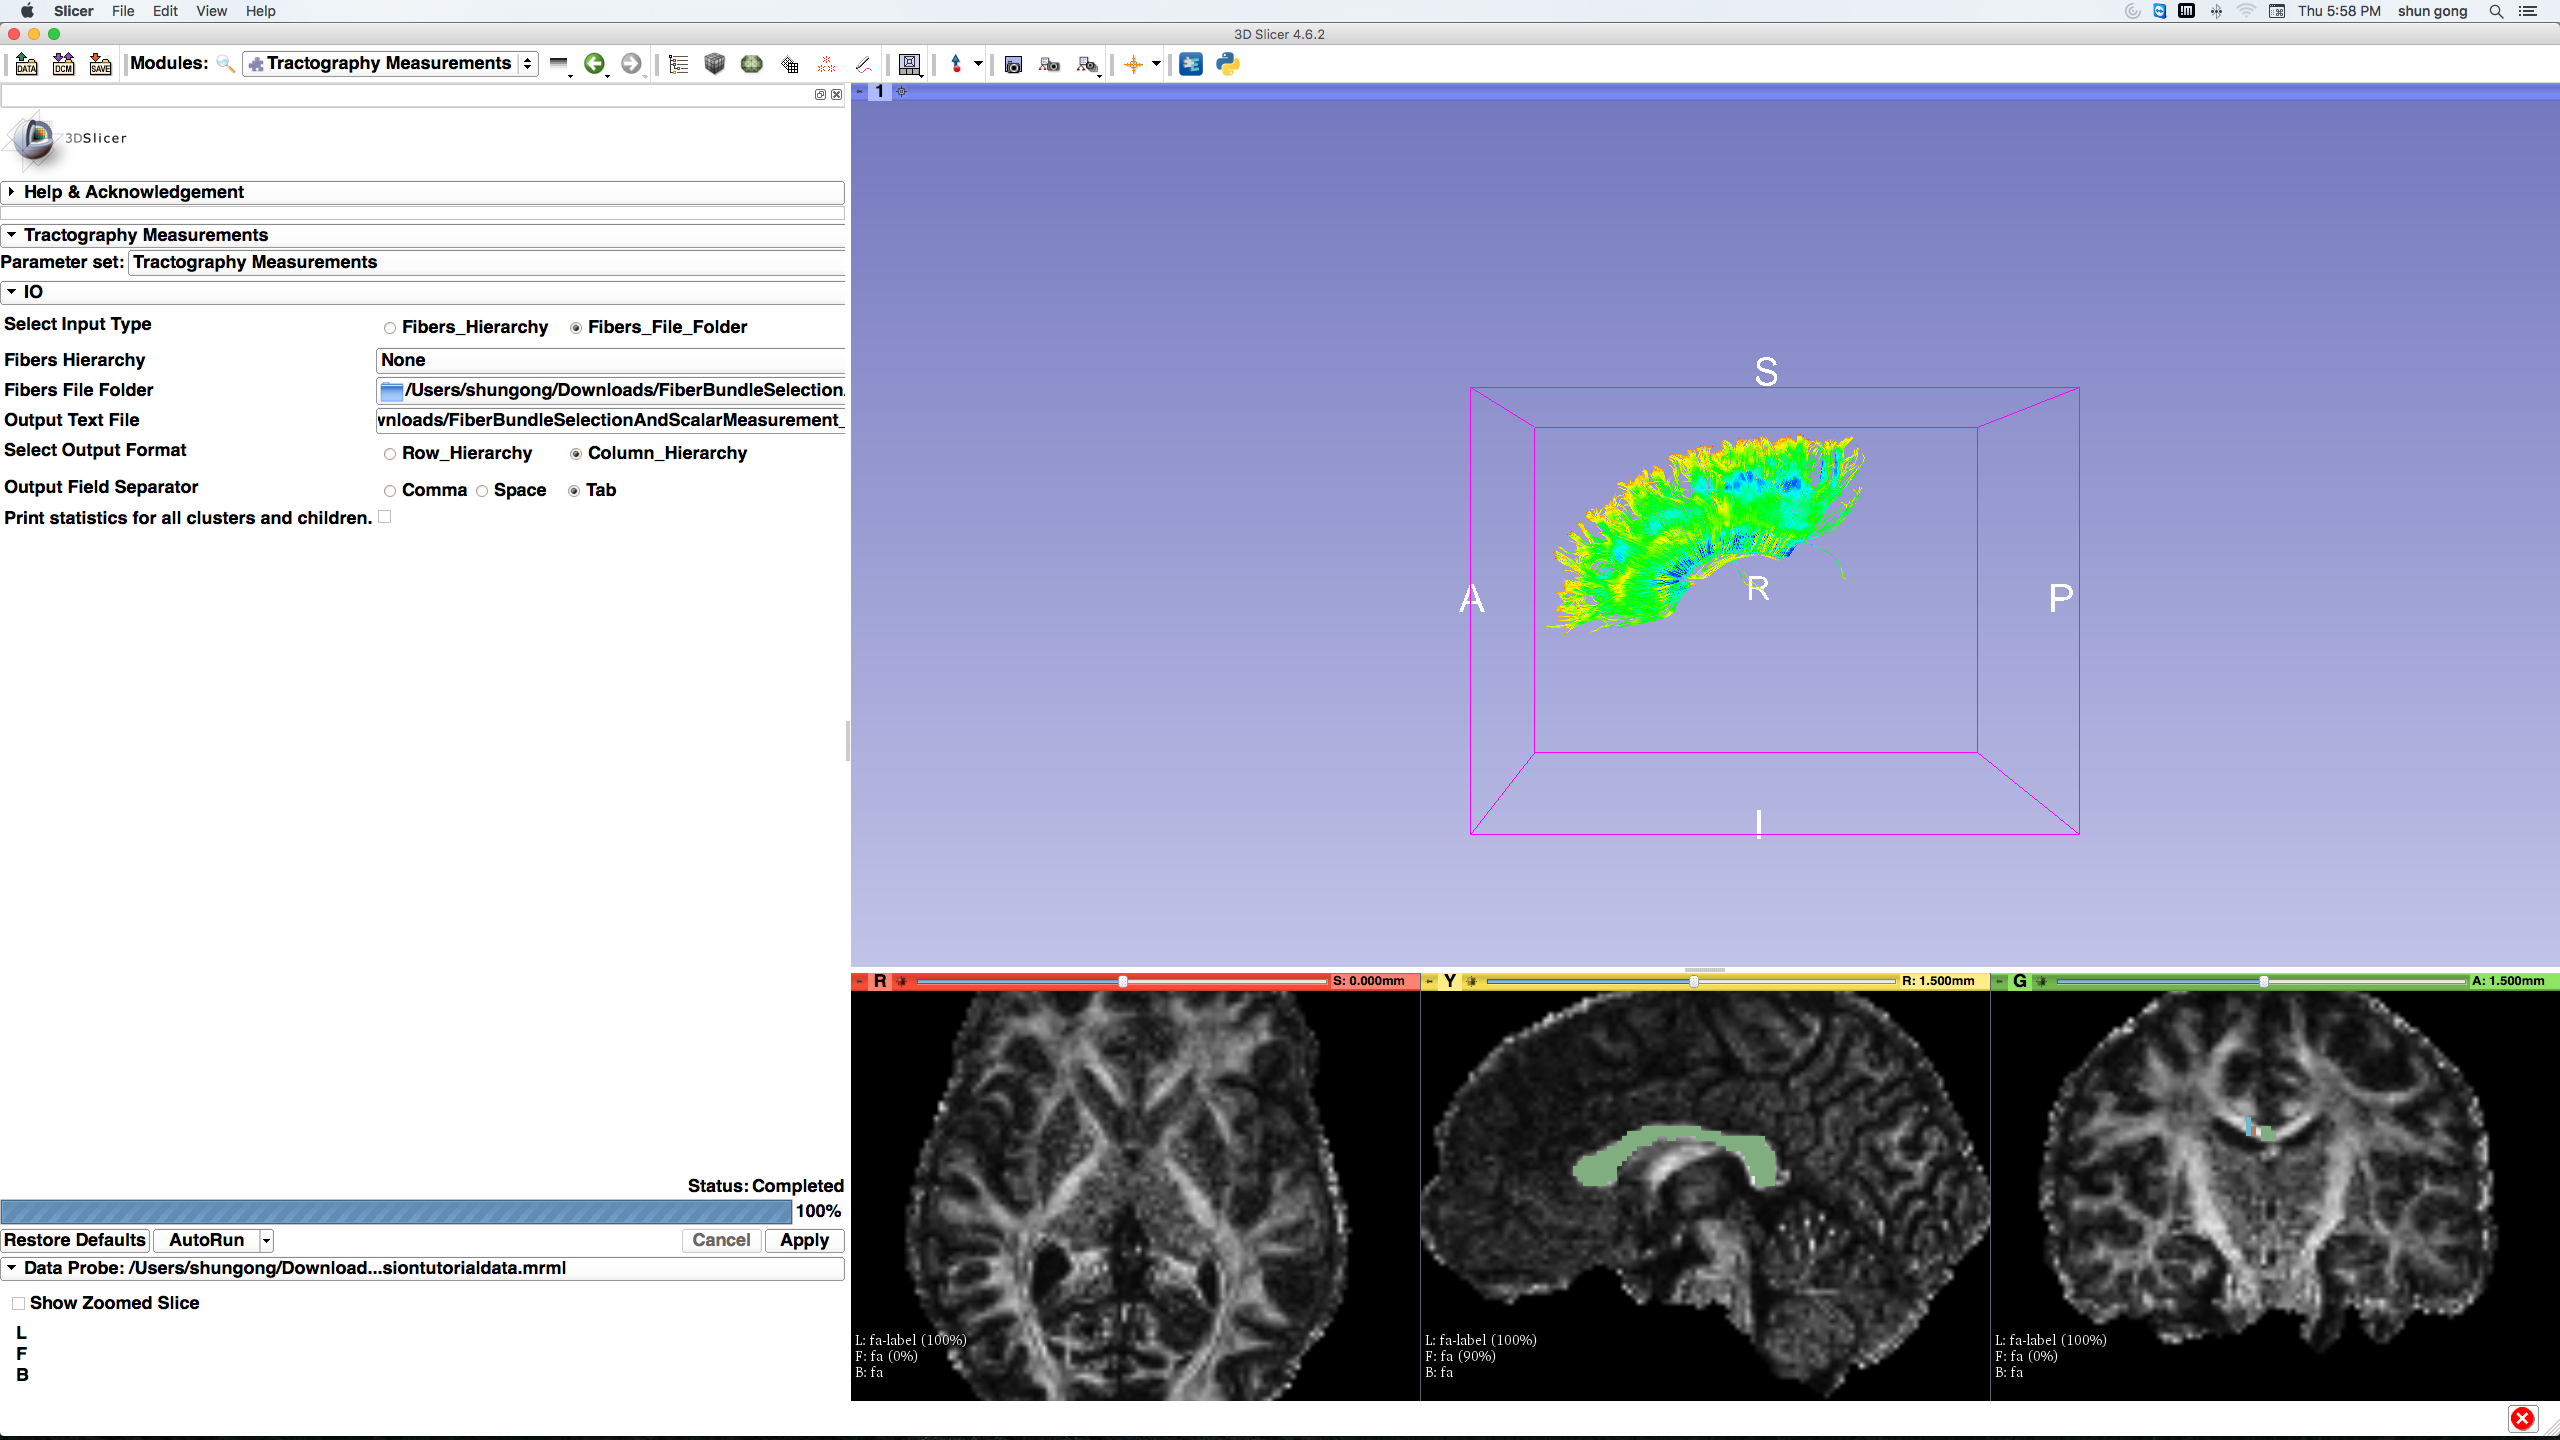 Slicer File Edit View Help
Thu 5:58 PM shun gong
3D Slicer 4.6.2
DATA DCM SAVE Modules: Tractography Measurements
1
3DSlicer
Help & Acknowledgement
Tractography Measurements
Parameter set: Tractography Measurements
IO
Select Input Type Fibers_Hierarchy Fibers_File_Folder
Fibers Hierarchy None
Fibers File Folder /Users/shungong/Downloads/FiberBundleSelection
Output Text File wnloads/FiberBundleSelectionAndScalarMeasurement_
Select Output Format Row_Hierarchy Column_Hierarchy
Output Field Separator Comma Space Tab
Print statistics for all clusters and children.
S
A
R
P
I
Status: Completed
100%
Restore Defaults AutoRun Cancel Apply
Data Probe: /Users/shungong/Download...siontutorialdata.mrml
Show Zoomed Slice
L
F
B
R S: 0.000mm
L: fa-label (100%)
F: fa (0%)
B: fa
Y R: 1.500mm
L: fa-label (100%)
F: fa (90%)
B: fa
G A: 1.500mm
L: fa-label (100%)
F: fa (0%)
B: fa